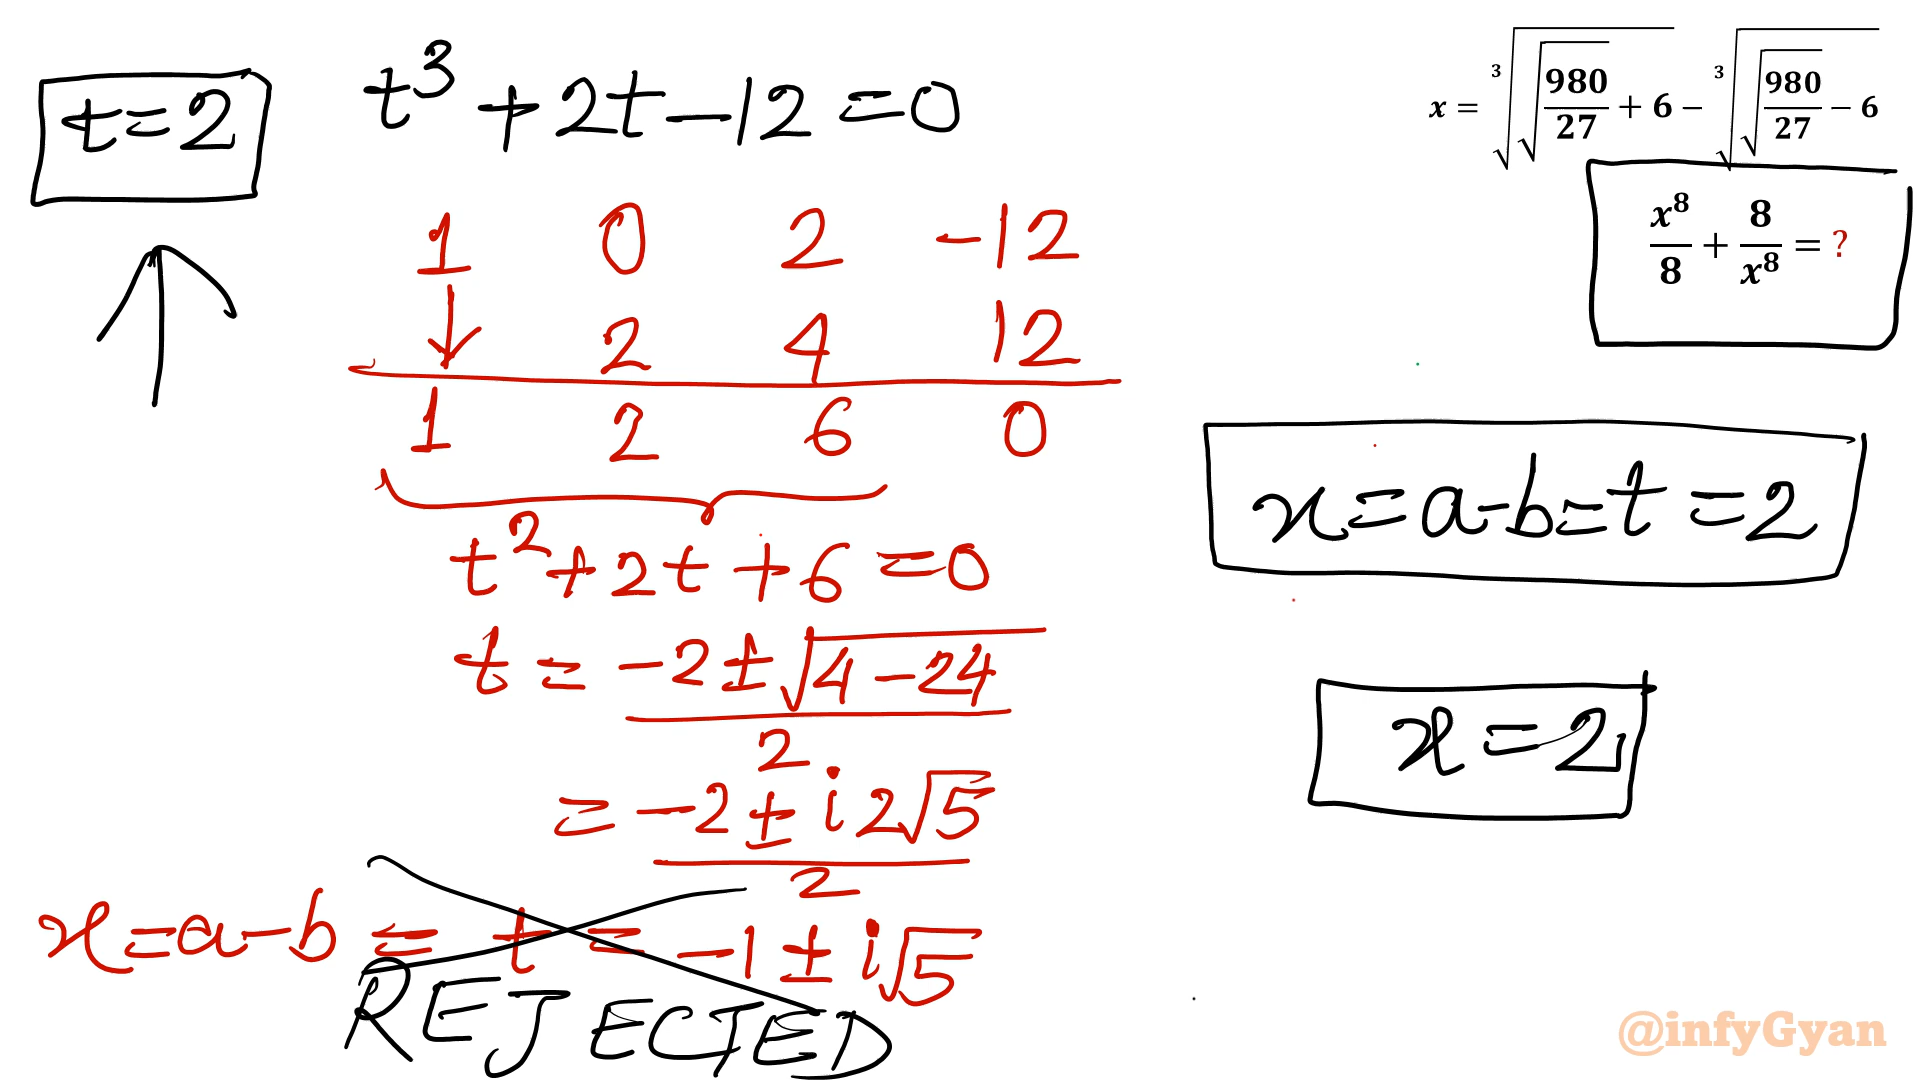 t=2
t³ + 2t - 12 = 0
x = ∛(√(980/27) + 6) - ∛(√(980/27) - 6)
x⁸/8 + 8/x⁸ = ?
1 0 2 -12
↓ 2 4 12
1 2 6 0
t² + 2t + 6 = 0
t = (-2 ± √(4 - 24))/2
= (-2 ± i2√5)/2
x = a - b = t = -1 ± i√5
REJECTED
x = a - b = t = 2
x = 2
@infyGyan